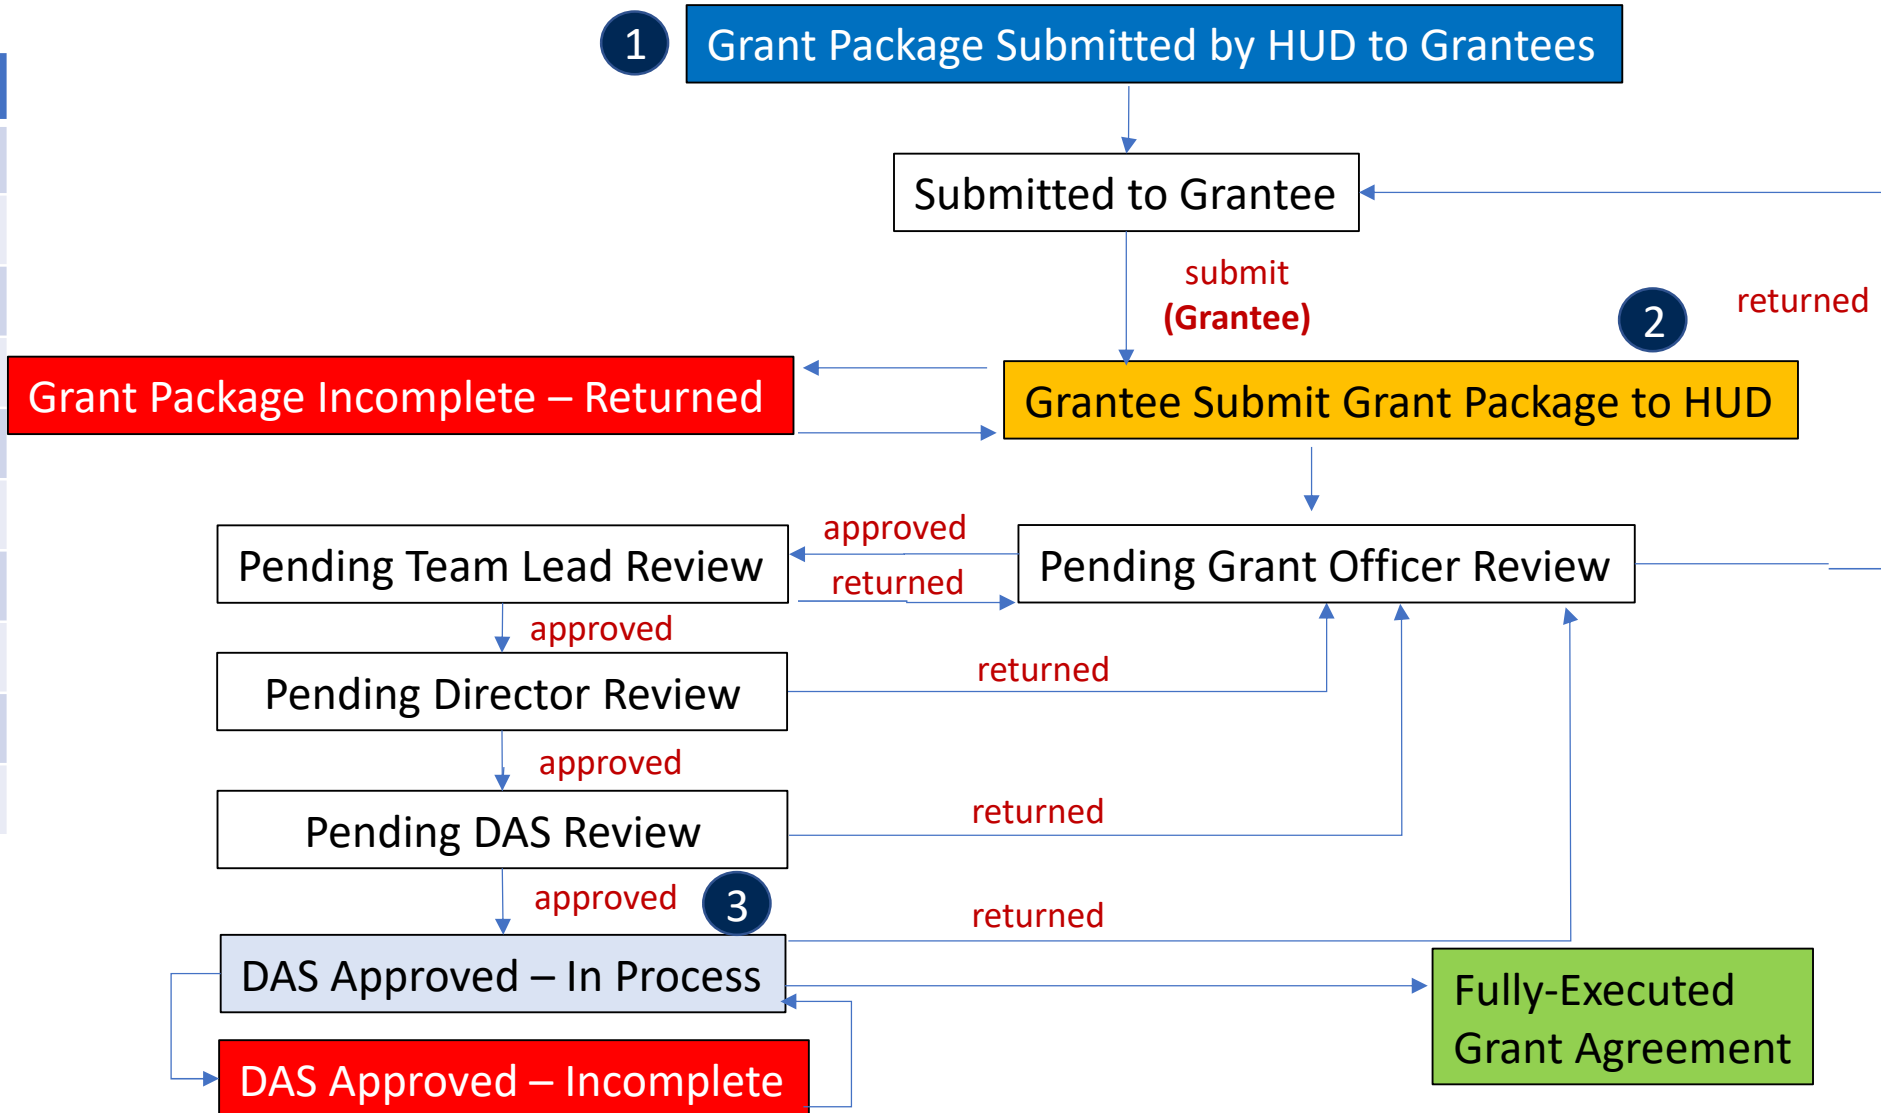 1
Grant Package Submitted by HUD to Grantees
Submitted to Grantee
submit
(Grantee)
2
returned
Grant Package Incomplete – Returned
Grantee Submit Grant Package to HUD
approved
Pending Team Lead Review
Pending Grant Officer Review
returned
approved
Pending Director Review
returned
approved
Pending DAS Review
returned
approved
3
returned
DAS Approved – In Process
Fully-Executed
Grant Agreement
DAS Approved – Incomplete